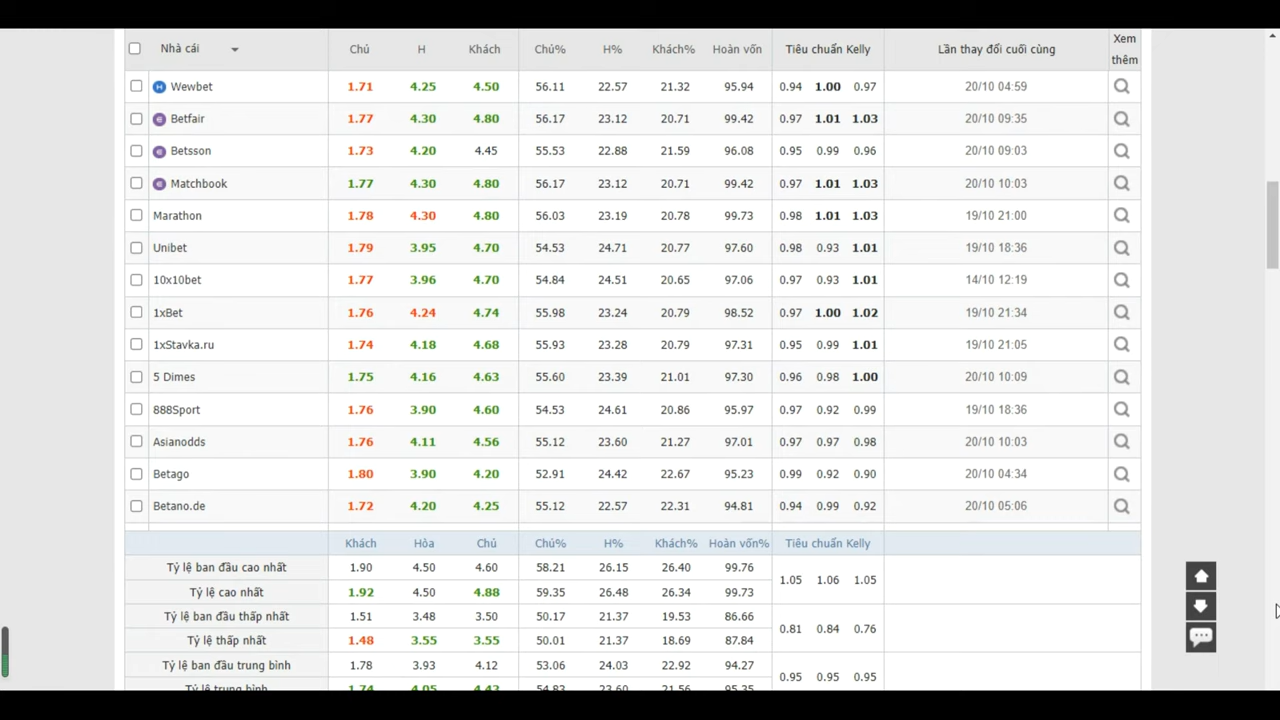 Nhà cái Chủ H Khách Chủ% H% Khách% Hoàn vốn Tiêu chuẩn Kelly Lần thay đổi cuối cùng Xem thêm
Wewbet 1.71 4.25 4.50 56.11 22.57 21.32 95.94 0.94 1.00 0.97 20/10 04:59
Betfair 1.77 4.30 4.80 56.17 23.12 20.71 99.42 0.97 1.01 1.03 20/10 09:35
Betsson 1.73 4.20 4.45 55.53 22.88 21.59 96.08 0.95 0.99 0.96 20/10 09:03
Matchbook 1.77 4.30 4.80 56.17 23.12 20.71 99.42 0.97 1.01 1.03 20/10 10:03
Marathon 1.78 4.30 4.80 56.03 23.19 20.78 99.73 0.98 1.01 1.03 19/10 21:00
Unibet 1.79 3.95 4.70 54.53 24.71 20.77 97.60 0.98 0.93 1.01 19/10 18:36
10x10bet 1.77 3.96 4.70 54.84 24.51 20.65 97.06 0.97 0.93 1.01 14/10 12:19
1xBet 1.76 4.24 4.74 55.98 23.24 20.79 98.52 0.97 1.00 1.02 19/10 21:34
1xStavka.ru 1.74 4.18 4.68 55.93 23.28 20.79 97.31 0.95 0.99 1.01 19/10 21:05
5 Dimes 1.75 4.16 4.63 55.60 23.39 21.01 97.30 0.96 0.98 1.00 20/10 10:09
888Sport 1.76 3.90 4.60 54.53 24.61 20.86 95.97 0.97 0.92 0.99 19/10 18:36
Asianodds 1.76 4.11 4.56 55.12 23.60 21.27 97.01 0.97 0.97 0.98 20/10 10:03
Betago 1.80 3.90 4.20 52.91 24.42 22.67 95.23 0.99 0.92 0.90 20/10 04:34
Betano.de 1.72 4.20 4.25 55.12 22.57 22.31 94.81 0.94 0.99 0.92 20/10 05:06
Khách Hòa Chủ Chủ% H% Khách% Hoàn vốn% Tiêu chuẩn Kelly
Tỷ lệ ban đầu cao nhất 1.90 4.50 4.60 58.21 26.15 26.40 99.76
1.05 1.06 1.05
Tỷ lệ cao nhất 1.92 4.50 4.88 59.35 26.48 26.34 99.73
Tỷ lệ ban đầu thấp nhất 1.51 3.48 3.50 50.17 21.37 19.53 86.66
0.81 0.84 0.76
Tỷ lệ thấp nhất 1.48 3.55 3.55 50.01 21.37 18.69 87.84
Tỷ lệ ban đầu trung bình 1.78 3.93 4.12 53.06 24.03 22.92 94.27
0.95 0.95 0.95
Tỷ lệ trung bình 1.74 4.05 4.43 54.83 23.60 21.56 95.35